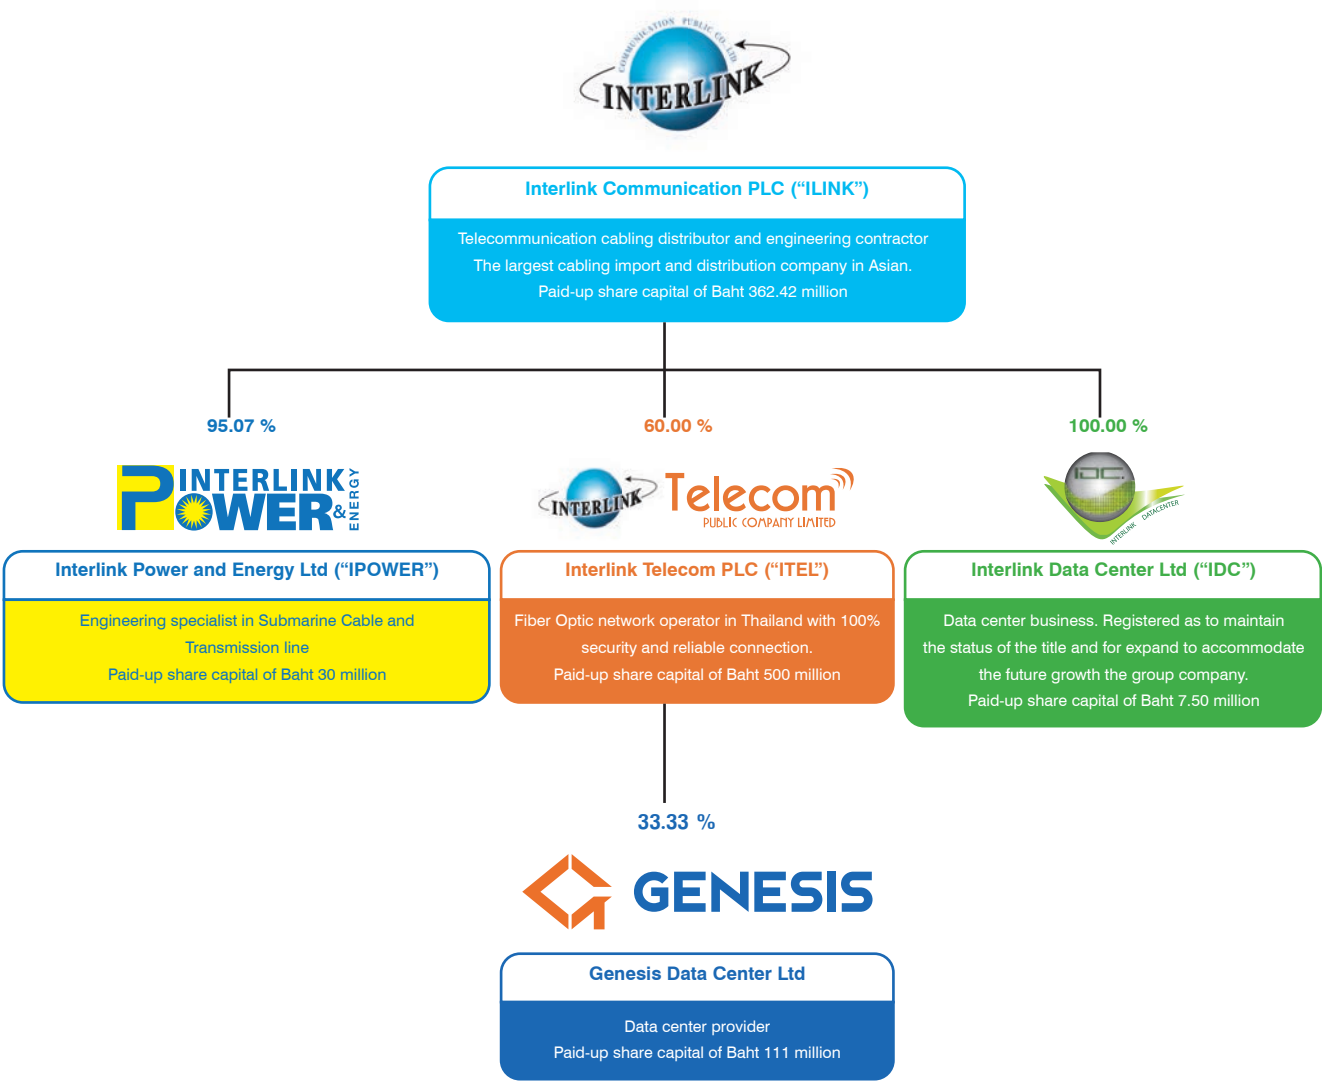 COMMUNICATION PUBLIC CO.,LTD
INTERLINK
Interlink Communication PLC (“ILINK”)
Telecommunication cabling distributor and engineering contractor
The largest cabling import and distribution company in Asian.
Paid-up share capital of Baht 362.42 million
95.07 %
60.00 %
100.00 %
INTERLINK
POWER & ENERGY
INTERLINK
Telecom
PUBLIC COMPANY LIMITED
IDC.
INTERLINK DATACENTER
Interlink Power and Energy Ltd (“IPOWER”)
Engineering specialist in Submarine Cable and
Transmission line
Paid-up share capital of Baht 30 million
Interlink Telecom PLC (“ITEL”)
Fiber Optic network operator in Thailand with 100%
security and reliable connection.
Paid-up share capital of Baht 500 million
Interlink Data Center Ltd (“IDC”)
Data center business. Registered as to maintain
the status of the title and for expand to accommodate
the future growth the group company.
Paid-up share capital of Baht 7.50 million
33.33 %
GENESIS
Genesis Data Center Ltd
Data center provider
Paid-up share capital of Baht 111 million